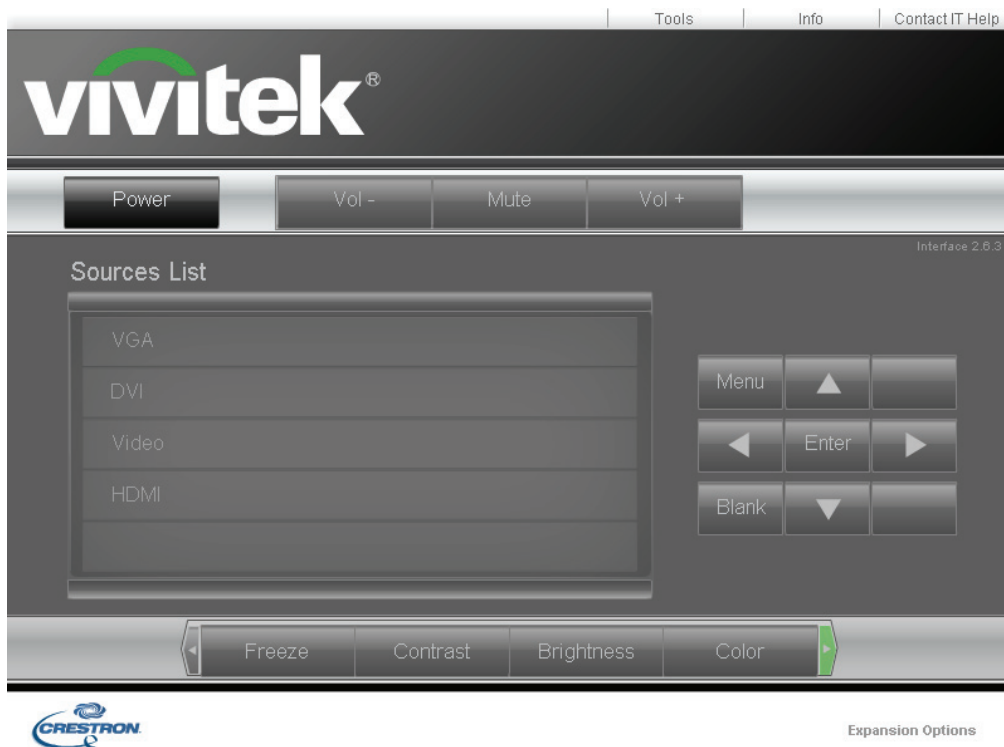 Tools Info Contact IT Help
vivitek®
Power Vol - Mute Vol +
Interface 2.6.3
Sources List
VGA
DVI
Video
HDMI
Menu
Enter
Blank
Freeze Contrast Brightness Color
CRESTRON
Expansion Options